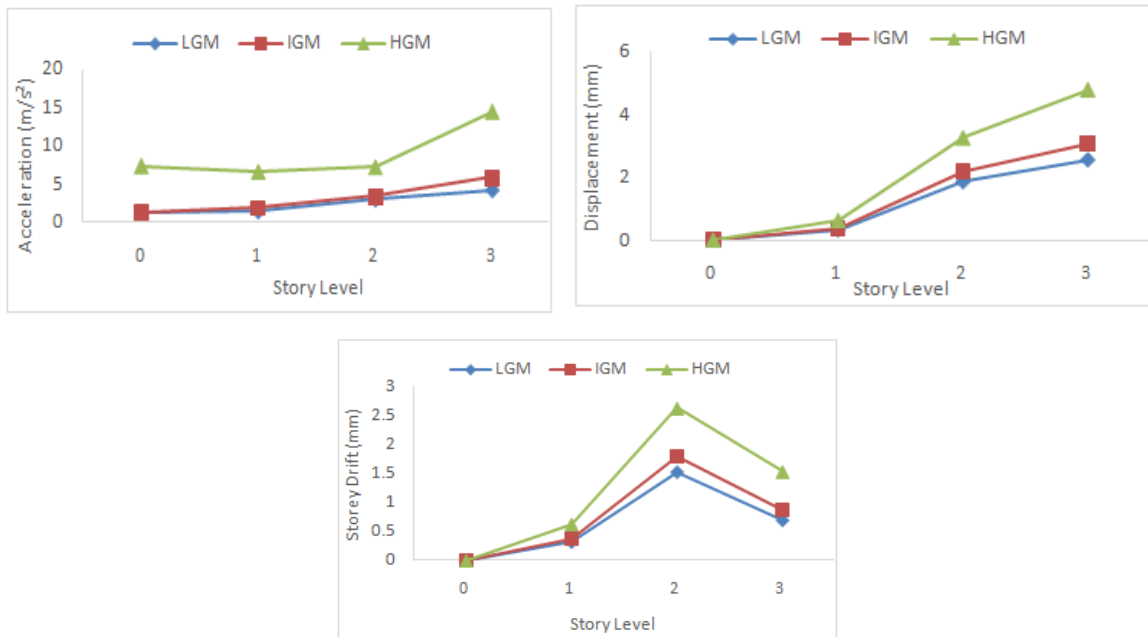 LGM IGM HGM
20
15
10
5
0
Acceleration (m/s²)
0 1 2 3
Story Level
LGM IGM HGM
6
4
2
0
Displacement (mm)
0 1 2 3
Story Level
LGM IGM HGM
3
2.5
2
1.5
1
0.5
0
Storey Drift (mm)
0 1 2 3
Story Level